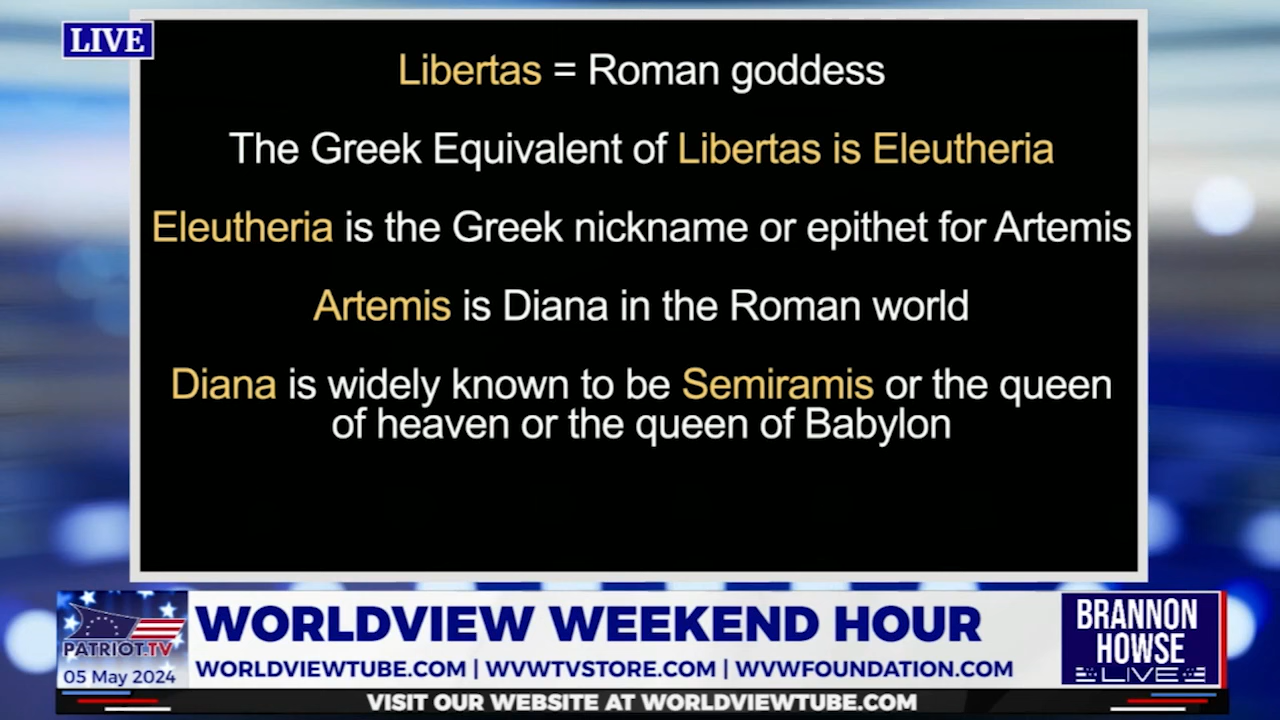 LIVE
Libertas = Roman goddess
The Greek Equivalent of Libertas is Eleutheria
Eleutheria is the Greek nickname or epithet for Artemis
Artemis is Diana in the Roman world
Diana is widely known to be Semiramis or the queen
of heaven or the queen of Babylon
PATRIOT.TV
05 May 2024
WORLDVIEW WEEKEND HOUR
WORLDVIEWTUBE.COM | WVWTVSTORE.COM | WVWFOUNDATION.COM
BRANNON
HOWSE
LIVE
VISIT OUR WEBSITE AT WORLDVIEWTUBE.COM